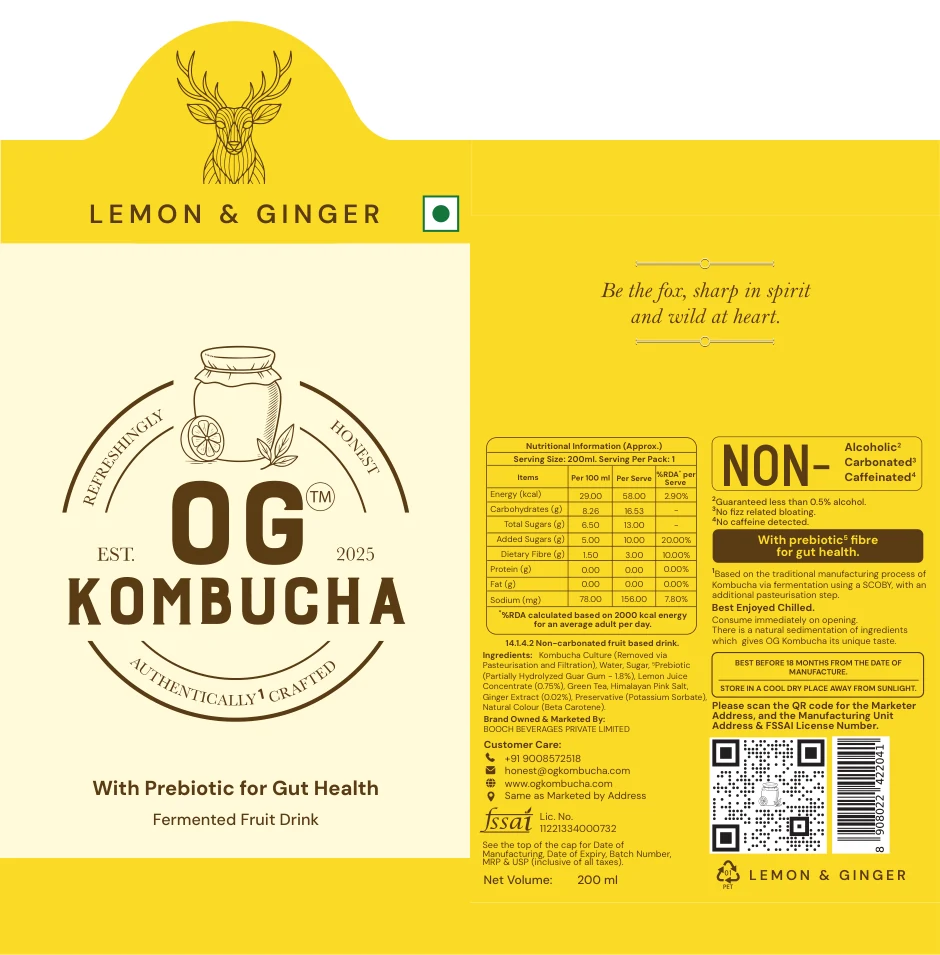 LEMON & GINGER
REFRESHINGLY
HONEST
OG
TM
EST.
2025
KOMBUCHA
AUTHENTICALLY¹ CRAFTED
With Prebiotic for Gut Health
Fermented Fruit Drink
Be the fox, sharp in spirit
and wild at heart.
Nutritional Information (Approx.)
Serving Size: 200ml. Serving Per Pack: 1
Items Per 100 ml Per Serve %RDA* per Serve
Energy (kcal) 29.00 58.00 2.90%
Carbohydrates (g) 8.26 16.53 -
Total Sugars (g) 6.50 13.00 -
Added Sugars (g) 5.00 10.00 20.00%
Dietary Fibre (g) 1.50 3.00 10.00%
Protein (g) 0.00 0.00 0.00%
Fat (g) 0.00 0.00 0.00%
Sodium (mg) 78.00 156.00 7.80%
*%RDA calculated based on 2000 kcal energy
for an average adult per day.
14.1.4.2 Non-carbonated fruit based drink.
Ingredients: Kombucha Culture (Removed via
Pasteurisation and Filtration), Water, Sugar, ⁵Prebiotic
(Partially Hydrolyzed Guar Gum - 1.8%), Lemon Juice
Concentrate (0.75%), Green Tea, Himalayan Pink Salt,
Ginger Extract (0.02%), Preservative (Potassium Sorbate),
Natural Colour (Beta Carotene).
Brand Owned & Marketed By:
BOOCH BEVERAGES PRIVATE LIMITED
Customer Care:
+91 9008572518
honest@ogkombucha.com
www.ogkombucha.com
Same as Marketed by Address
fssai
Lic. No.
11221334000732
See the top of the cap for Date of
Manufacturing, Date of Expiry, Batch Number,
MRP & USP (inclusive of all taxes).
Net Volume: 200 ml
NON-
Alcoholic²
Carbonated³
Caffeinated⁴
²Guaranteed less than 0.5% alcohol.
³No fizz related bloating.
⁴No caffeine detected.
With prebiotic⁵ fibre
for gut health.
¹Based on the traditional manufacturing process of
Kombucha via fermentation using a SCOBY, with an
additional pasteurisation step.
Best Enjoyed Chilled.
Consume immediately on opening.
There is a natural sedimentation of ingredients
which gives OG Kombucha its unique taste.
BEST BEFORE 18 MONTHS FROM THE DATE OF
MANUFACTURE.
STORE IN A COOL DRY PLACE AWAY FROM SUNLIGHT.
Please scan the QR code for the Marketer
Address, and the Manufacturing Unit
Address & FSSAI License Number.
8 908022 422041
01
PET
LEMON & GINGER